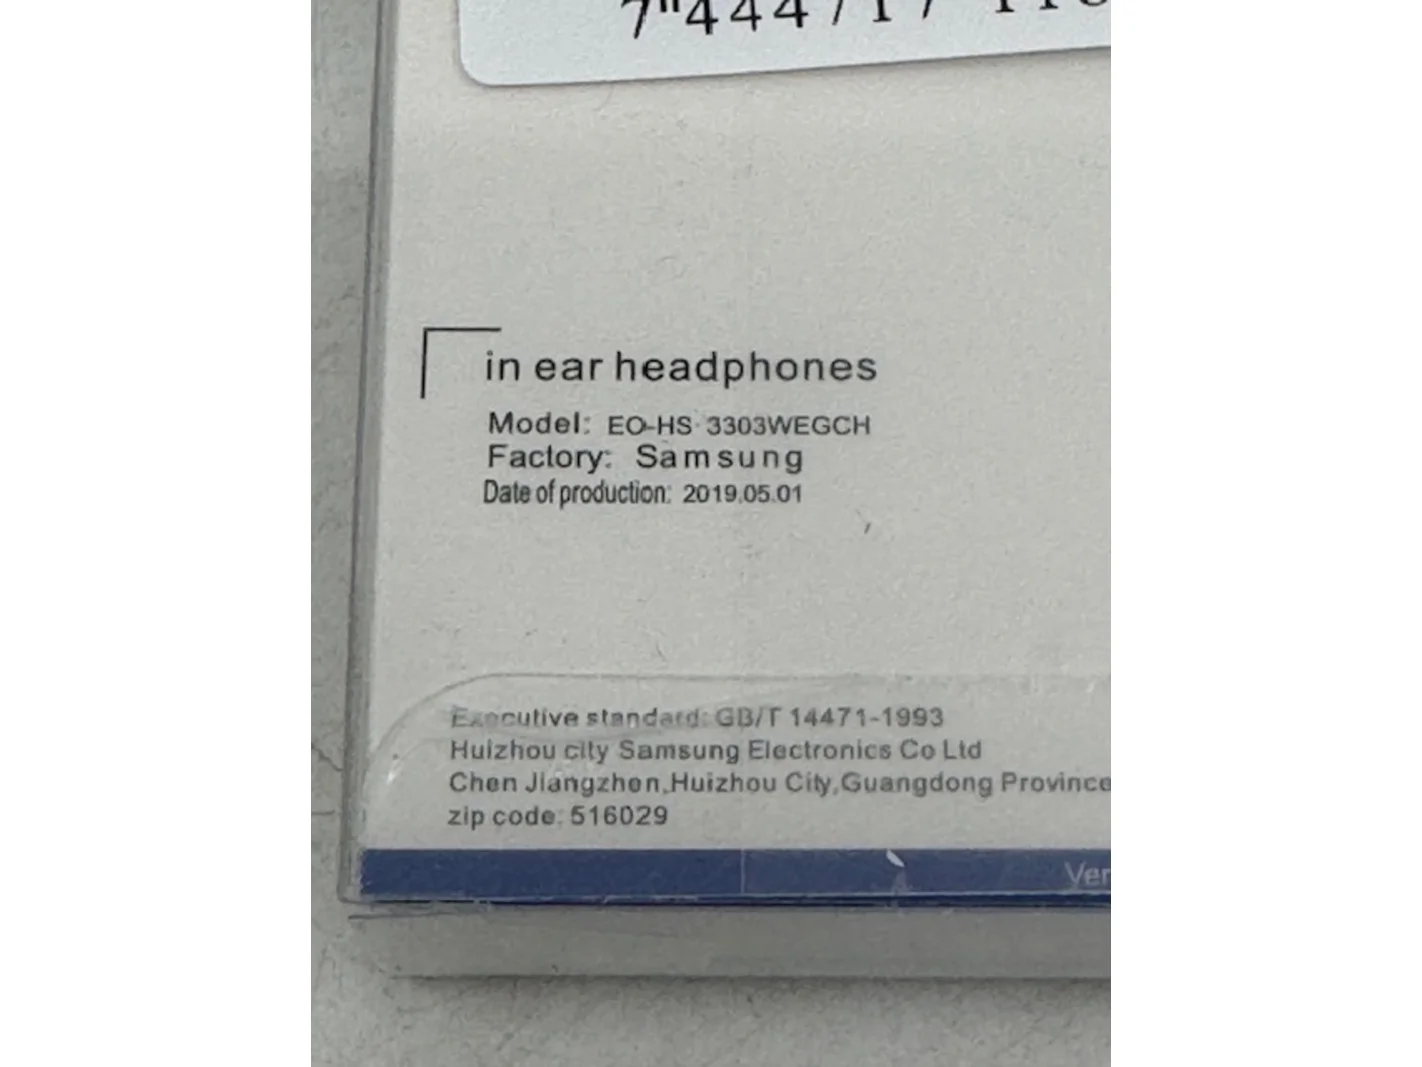 in ear headphones
Model: EO-HS 3303WEGCH
Factory: Samsung
Date of production: 2019.05.01
Executive standard: GB/T 14471-1993
Huizhou city Samsung Electronics Co Ltd
Chen Jiangzhen,Huizhou City,Guangdong Province
zip code: 516029
Ver